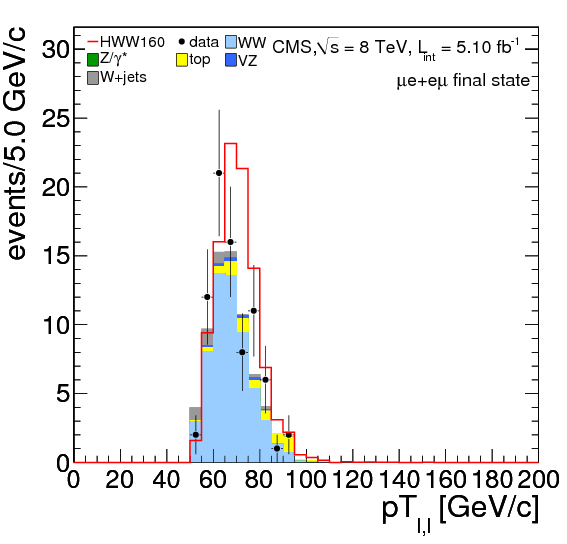 HWW160 data WW CMS,√s = 8 TeV, L_int = 5.10 fb⁻¹
Z/γ* top VZ
W+jets μe+eμ final state
events/5.0 GeV/c
30
25
20
15
10
5
0
0 20 40 60 80 100 120 140 160 180 200
pT_l,l [GeV/c]